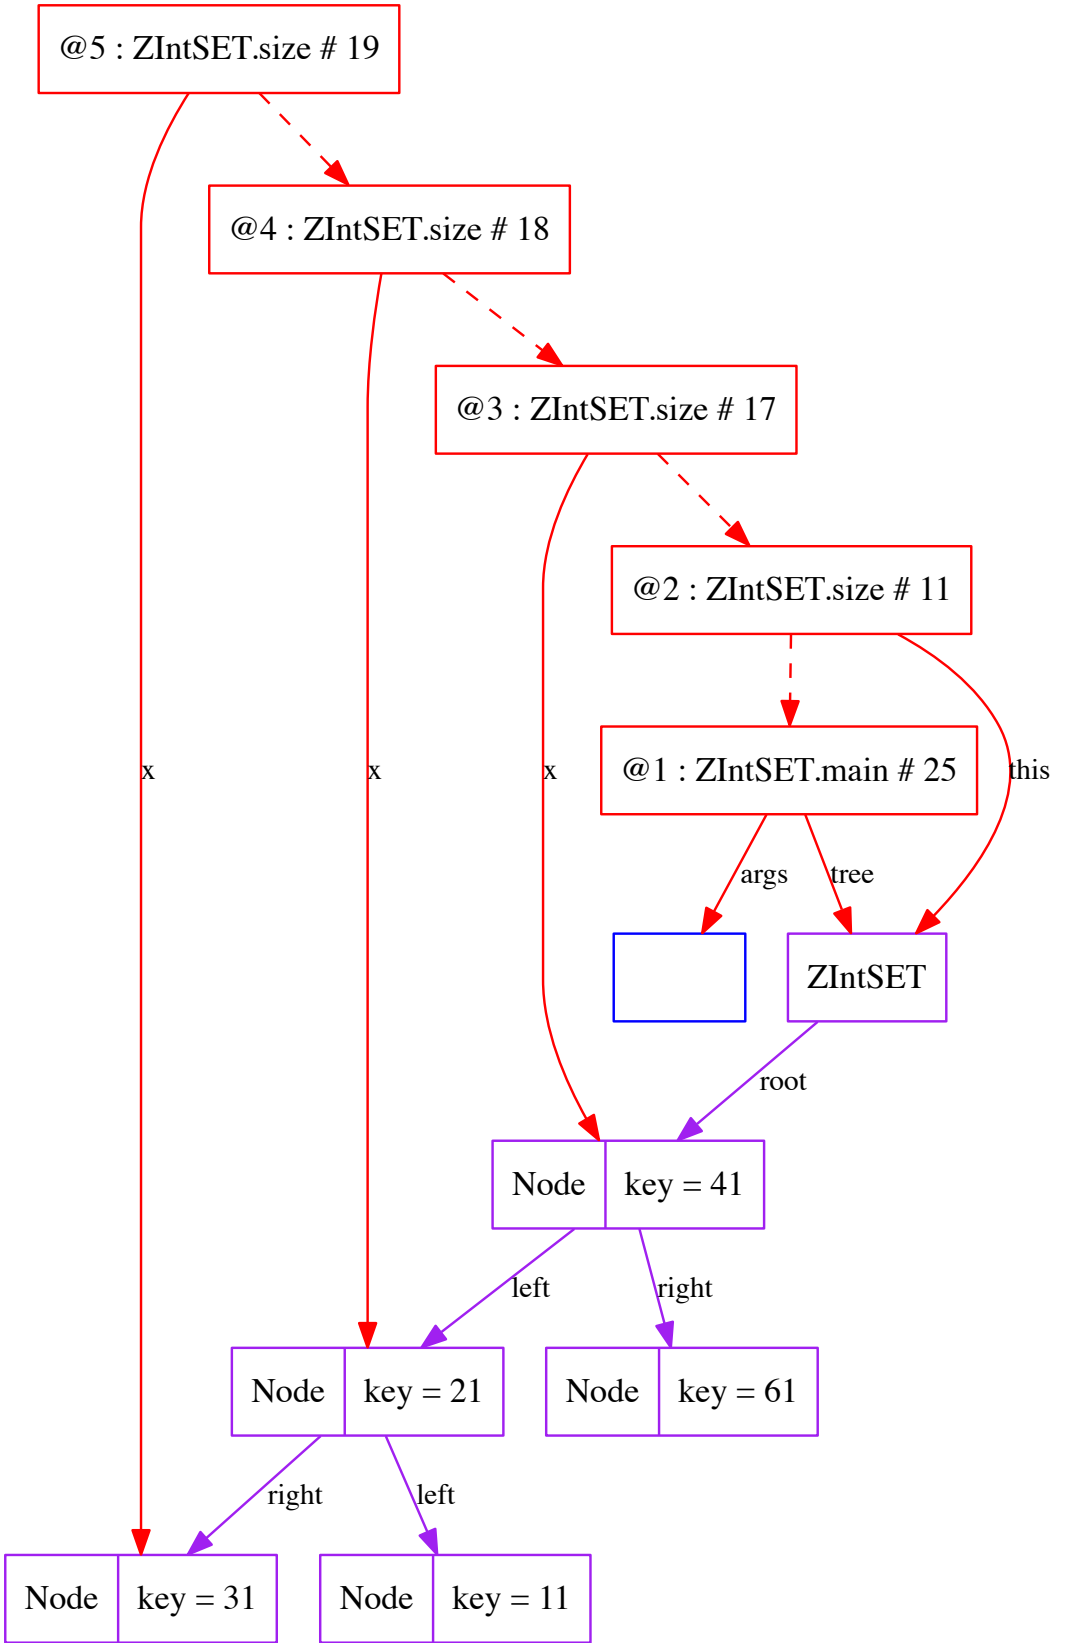 @5 : ZIntSET.size # 19
@4 : ZIntSET.size # 18
@3 : ZIntSET.size # 17
@2 : ZIntSET.size # 11
x
x
x
@1 : ZIntSET.main # 25
this
args
tree
ZIntSET
root
Node
key = 41
left
right
Node
key = 21
Node
key = 61
right
left
Node
key = 31
Node
key = 11